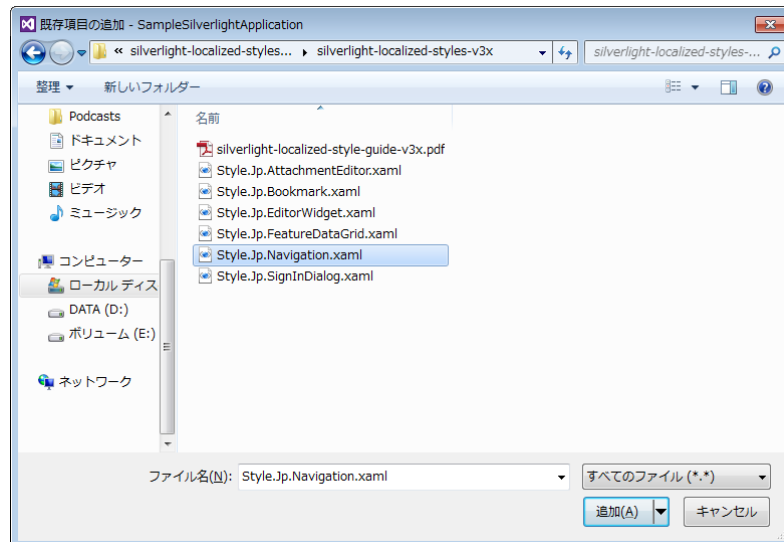 既存項目の追加 - SampleSilverlightApplication
« silverlight-localized-styles... silverlight-localized-styles-v3x silverlight-localized-styles-...
整理 新しいフォルダー
Podcasts
ドキュメント
ピクチャ
ビデオ
ミュージック
コンピューター
ローカル ディス
DATA (D:)
ボリューム (E:)
ネットワーク
名前
silverlight-localized-style-guide-v3x.pdf
Style.Jp.AttachmentEditor.xaml
Style.Jp.Bookmark.xaml
Style.Jp.EditorWidget.xaml
Style.Jp.FeatureDataGrid.xaml
Style.Jp.Navigation.xaml
Style.Jp.SignInDialog.xaml
ファイル名(N): Style.Jp.Navigation.xaml すべてのファイル (*.*)
追加(A) キャンセル